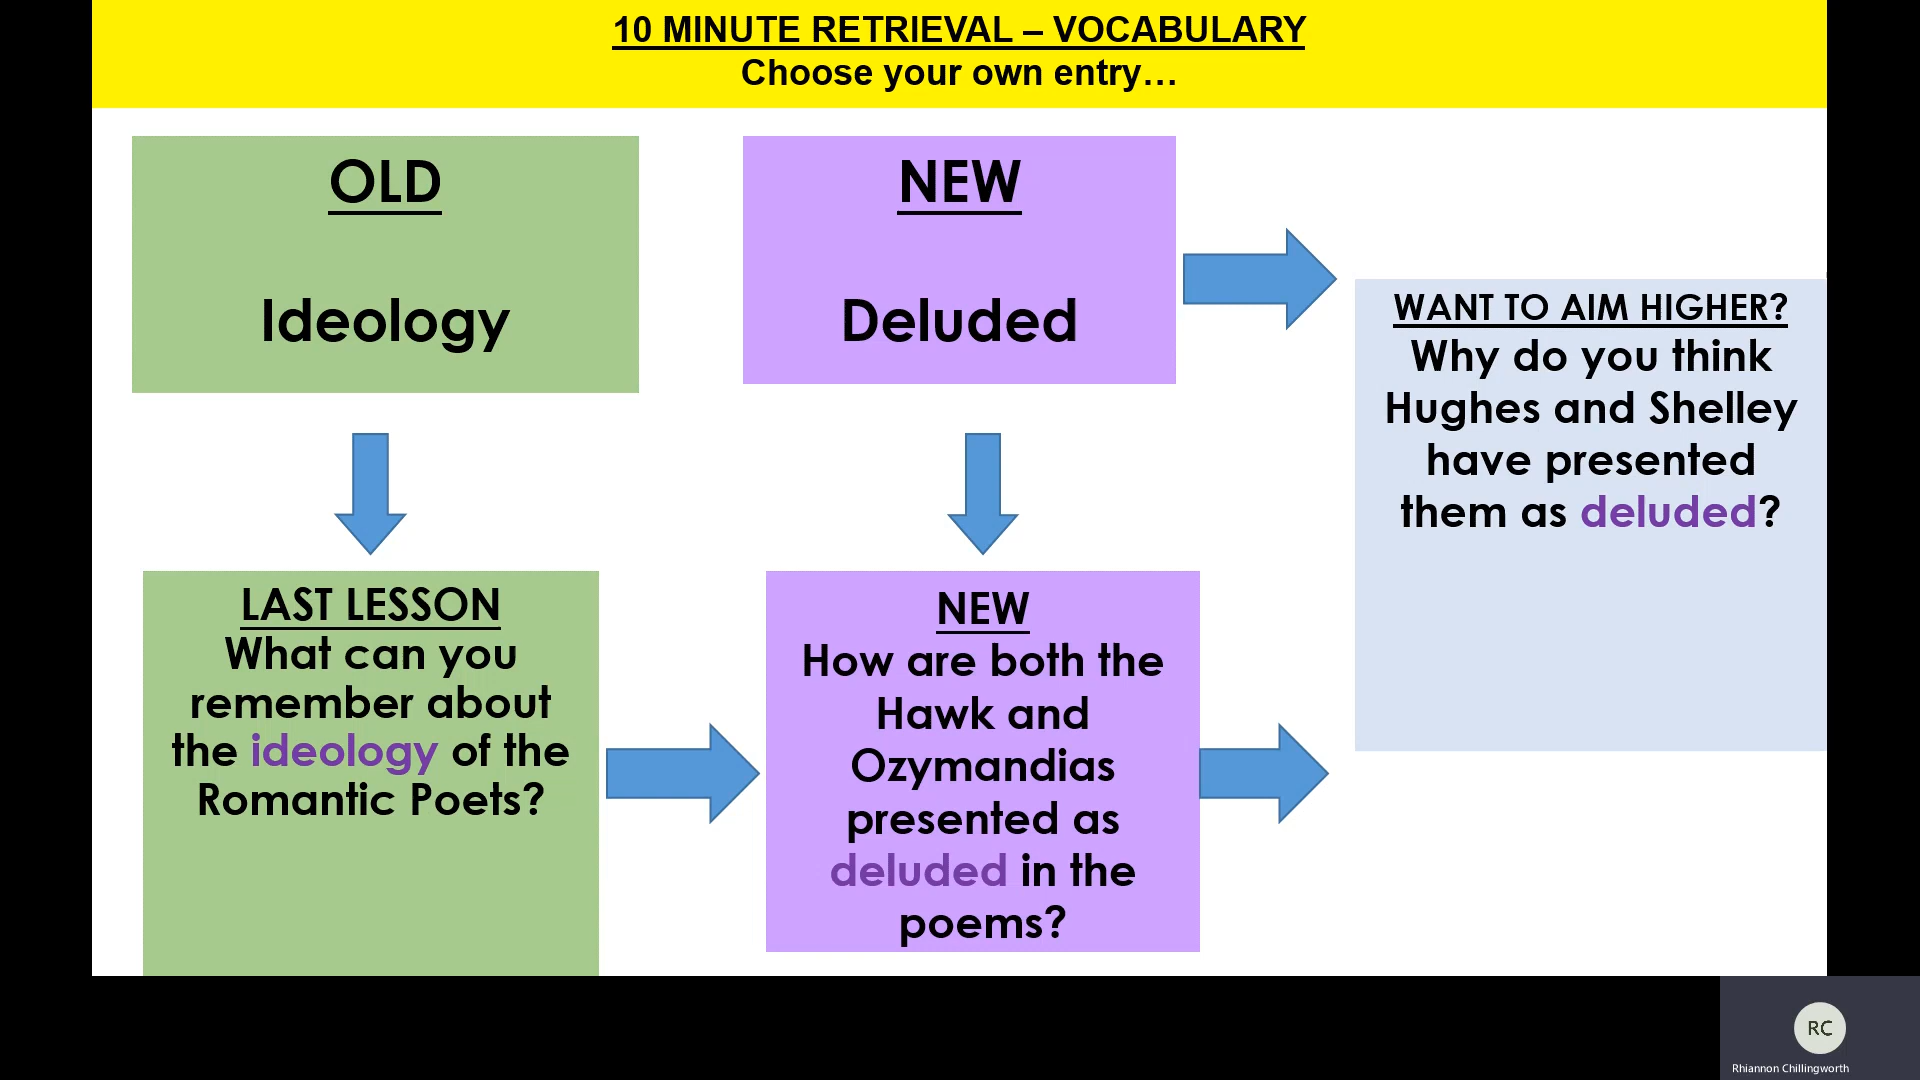 10 MINUTE RETRIEVAL – VOCABULARY
Choose your own entry…
OLD
Ideology
NEW
Deluded
WANT TO AIM HIGHER?
Why do you think
Hughes and Shelley
have presented
them as deluded?
LAST LESSON
What can you
remember about
the ideology of the
Romantic Poets?
NEW
How are both the
Hawk and
Ozymandias
presented as
deluded in the
poems?
RC
Rhiannon Chillingworth